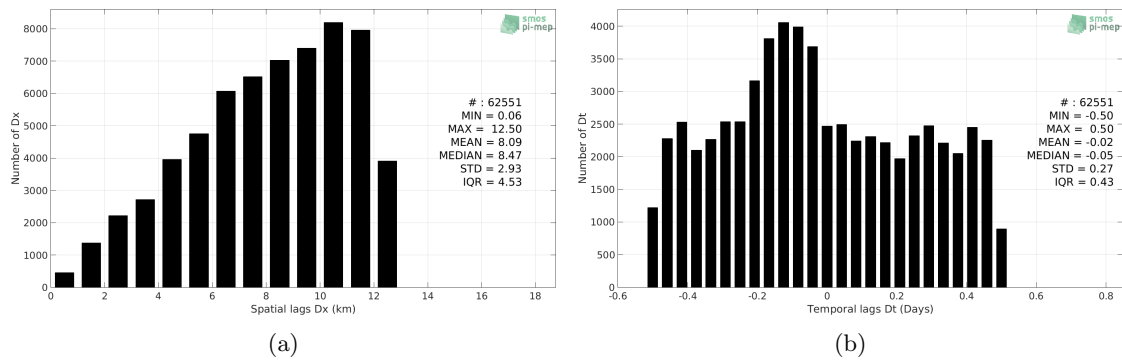 smos
pi-mep
8000
7000
6000
5000
4000
3000
2000
1000
0
Number of Dx
# : 62551
MIN = 0.06
MAX = 12.50
MEAN = 8.09
MEDIAN = 8.47
STD = 2.93
IQR = 4.53
0 2 4 6 8 10 12 14 16 18
Spatial lags Dx (km)
(a)
smos
pi-mep
4000
3500
3000
2500
2000
1500
1000
500
0
Number of Dt
# : 62551
MIN = -0.50
MAX = 0.50
MEAN = -0.02
MEDIAN = -0.05
STD = 0.27
IQR = 0.43
-0.6 -0.4 -0.2 0 0.2 0.4 0.6 0.8
Temporal lags Dt (Days)
(b)